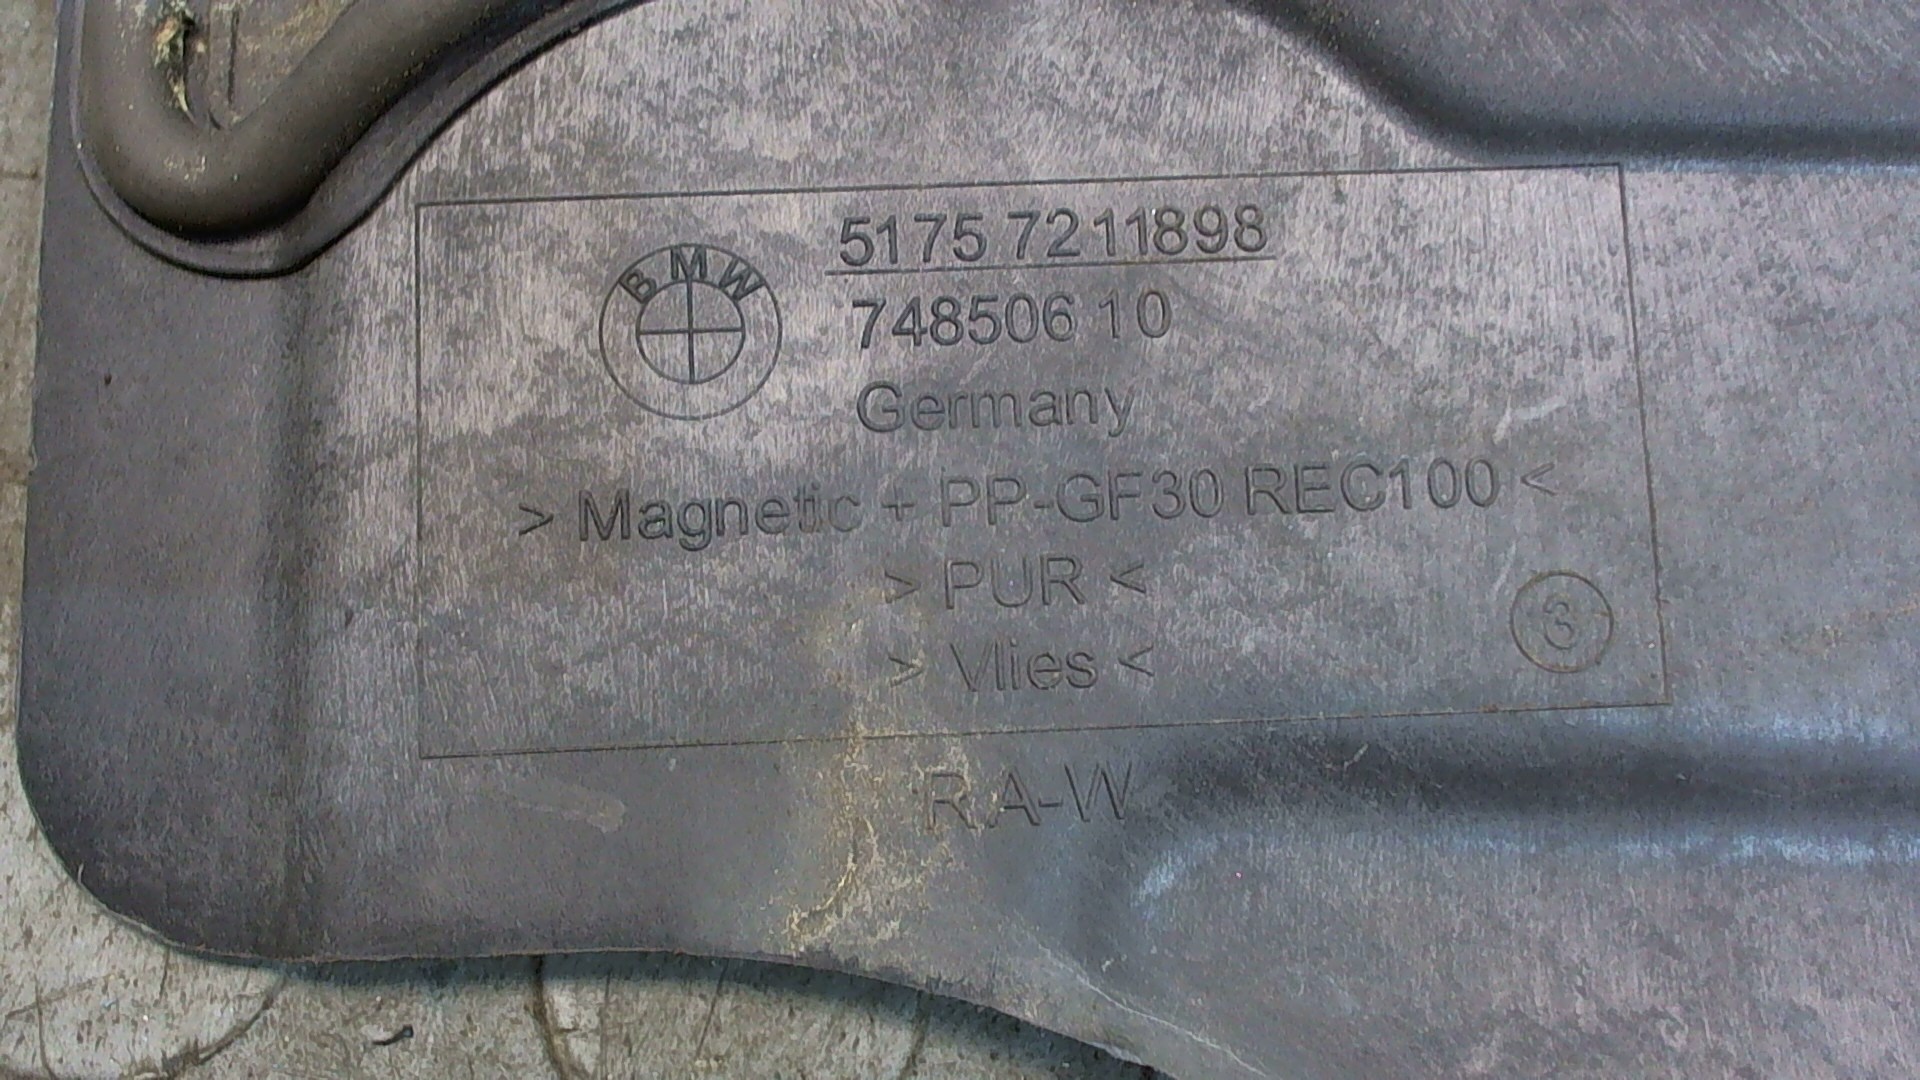 BMW
5175 7211898
748506 10
Germany
> Magnetic + PP-GF30 REC100 <
> PUR <
> Vlies <
3
R.A-W